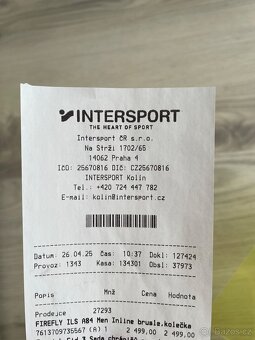 INTERSPORT
THE HEART OF SPORT
Intersport ČR s.r.o.
Na Strži 1702/65
14062 Praha 4
IČO: 25670816 DIČ: CZ25670816
INTERSPORT Kolín
Tel.: +420 724 447 782
E-mail: kolin@intersport.cz
Datum: 26.04.25 čas: 10:37 Dokl: 127424
Provoz: 1343 Kasa: 134301 Obsl: 37973
Popis Mnž Cena Hodnota
Prodejce 27293
FIREFLY ILS A84 Men Inline brusle,kolečka
7613709735567 (A) 1 2 499,00 2 499,00